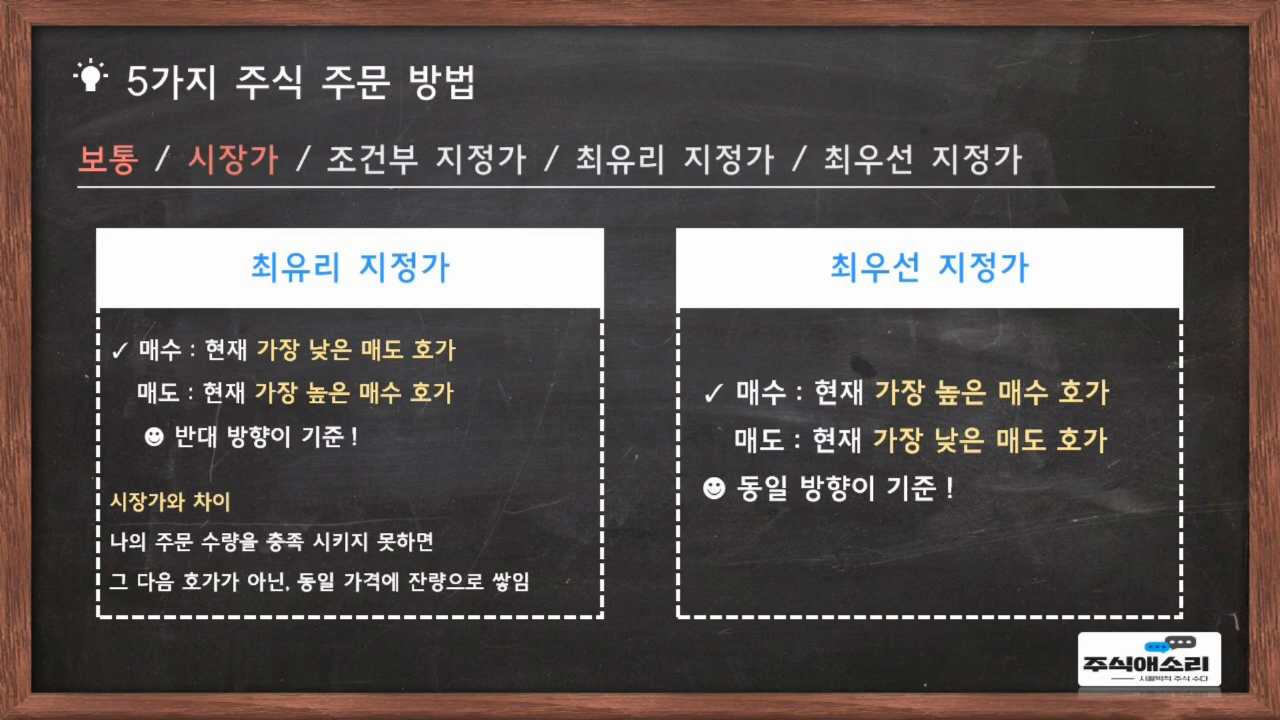 5가지 주식 주문 방법
보통 / 시장가 / 조건부 지정가 / 최유리 지정가 / 최우선 지정가
최유리 지정가
✓ 매수 : 현재 가장 낮은 매도 호가
매도 : 현재 가장 높은 매수 호가
☻ 반대 방향이 기준 !
시장가와 차이
나의 주문 수량을 충족 시키지 못하면
그 다음 호가가 아닌, 동일 가격에 잔량으로 쌓임
최우선 지정가
✓ 매수 : 현재 가장 높은 매수 호가
매도 : 현재 가장 낮은 매도 호가
☻ 동일 방향이 기준 !
주식애소리
주식 수다